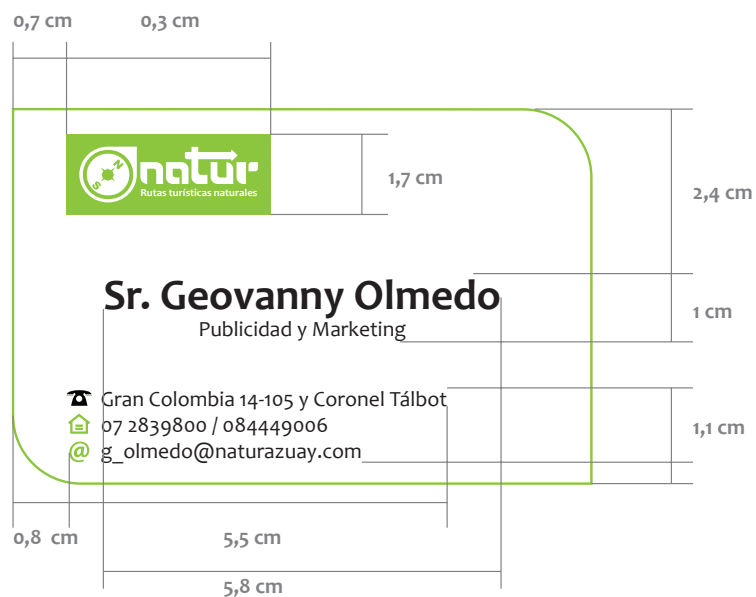 0,7 cm
0,3 cm
N
S
natur
Rutas turísticas naturales
1,7 cm
2,4 cm
Sr. Geovanny Olmedo
1 cm
Publicidad y Marketing
Gran Colombia 14-105 y Coronel Tálbot
07 2839800 / 084449006
1,1 cm
@ g_olmedo@naturazuay.com
0,8 cm
5,5 cm
5,8 cm